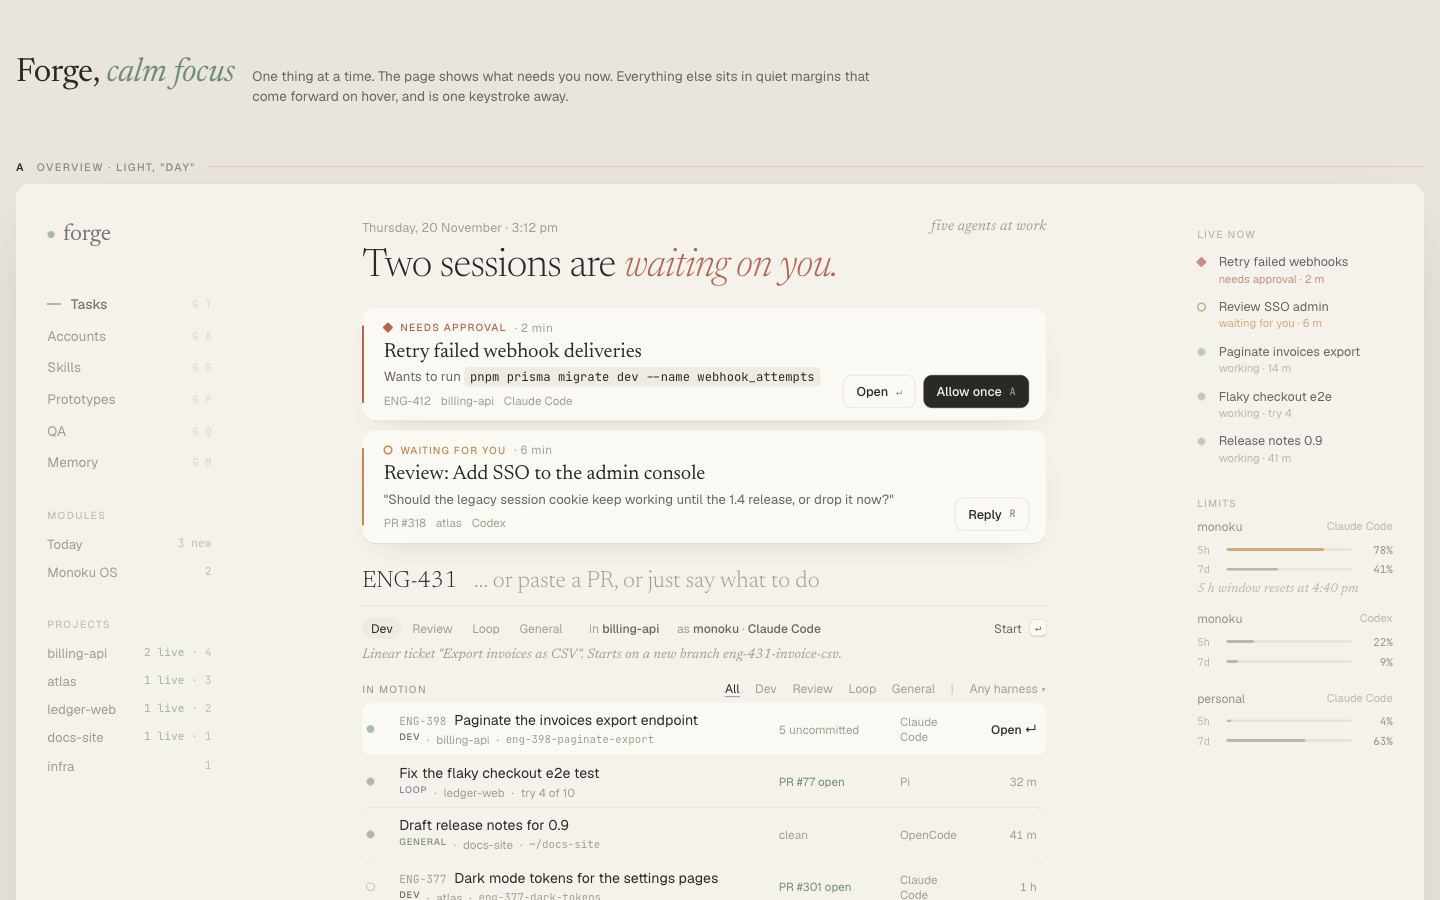 Forge, calm focus
One thing at a time. The page shows what needs you now. Everything else sits in quiet margins that
come forward on hover, and is one keystroke away.
A OVERVIEW · LIGHT, "DAY"
forge
Tasks G T
Accounts G A
Skills G S
Prototypes G P
QA G Q
Memory G M
MODULES
Today 3 new
Monoku OS 2
PROJECTS
billing-api 2 live · 4
atlas 1 live · 3
ledger-web 1 live · 2
docs-site 1 live · 1
infra 1
Thursday, 20 November · 3:12 pm
five agents at work
Two sessions are waiting on you.
NEEDS APPROVAL · 2 min
Retry failed webhook deliveries
Wants to run pnpm prisma migrate dev --name webhook_attempts
ENG-412 billing-api Claude Code
Open ↵
Allow once A
WAITING FOR YOU · 6 min
Review: Add SSO to the admin console
"Should the legacy session cookie keep working until the 1.4 release, or drop it now?"
PR #318 atlas Codex
Reply R
ENG-431 ... or paste a PR, or just say what to do
Dev Review Loop General in billing-api as monoku · Claude Code Start ↵
Linear ticket "Export invoices as CSV". Starts on a new branch eng-431-invoice-csv.
IN MOTION All Dev Review Loop General | Any harness ▾
ENG-398 Paginate the invoices export endpoint
DEV · billing-api · eng-398-paginate-export
5 uncommitted
Claude
Code
Open ↵
Fix the flaky checkout e2e test
LOOP · ledger-web · try 4 of 10
PR #77 open
Pi
32 m
Draft release notes for 0.9
GENERAL · docs-site · ~/docs-site
clean
OpenCode
41 m
ENG-377 Dark mode tokens for the settings pages
DEV · atlas · eng-377-dark-tokens
PR #301 open
Claude
Code
1 h
LIVE NOW
Retry failed webhooks
needs approval · 2 m
Review SSO admin
waiting for you · 6 m
Paginate invoices export
working · 14 m
Flaky checkout e2e
working · try 4
Release notes 0.9
working · 41 m
LIMITS
monoku Claude Code
5h 78%
7d 41%
5 h window resets at 4:40 pm
monoku Codex
5h 22%
7d 9%
personal Claude Code
5h 4%
7d 63%